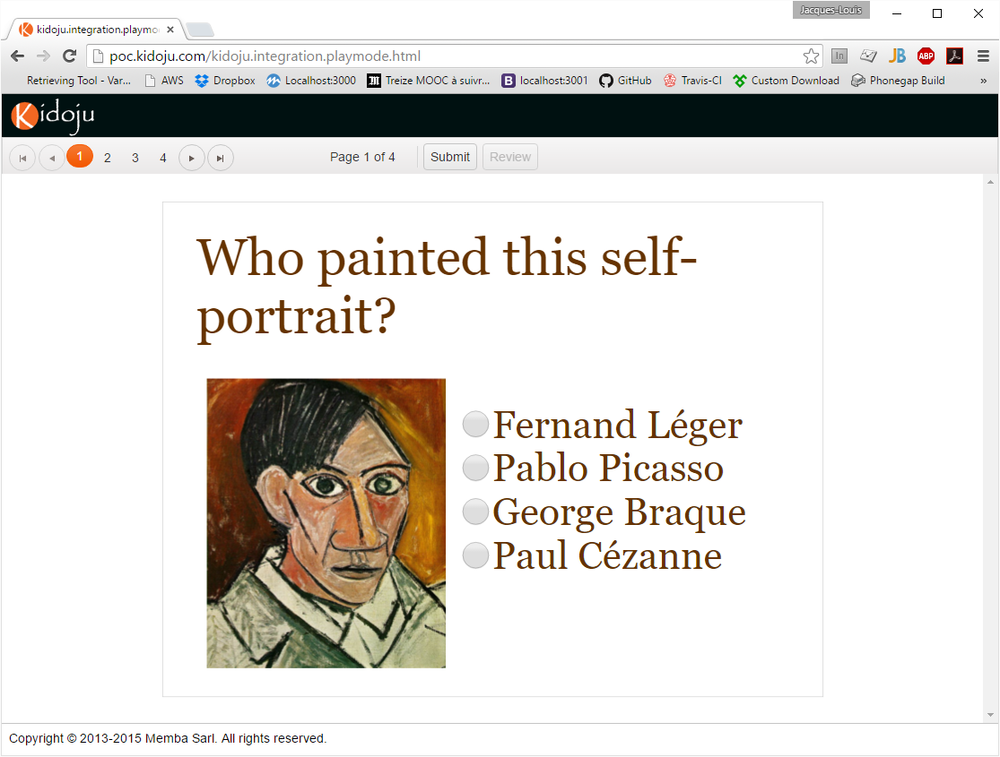 Jacques-Louis
kidoju.integration.playmo
poc.kidoju.com/kidoju.integration.playmode.html
In JB ABP
Retrieving Tool - Var... AWS Dropbox Localhost:3000 Treize MOOC à suivr... localhost:3001 GitHub Travis-CI Custom Download Phonegap Build »
Kidoju
1 2 3 4 Page 1 of 4 Submit Review
Who painted this self-
portrait?
Fernand Léger
Pablo Picasso
George Braque
Paul Cézanne
Copyright © 2013-2015 Memba Sarl. All rights reserved.